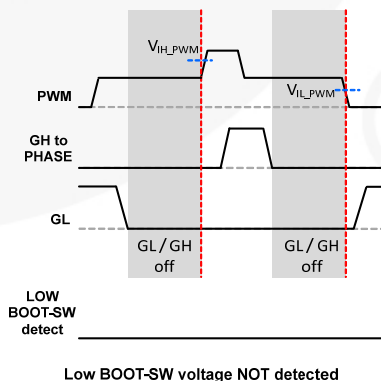 VIH_PWM
VIL_PWM
PWM
GH to
PHASE
GL
GL / GH
off
GL / GH
off
LOW
BOOT-SW
detect
Low BOOT-SW voltage NOT detected